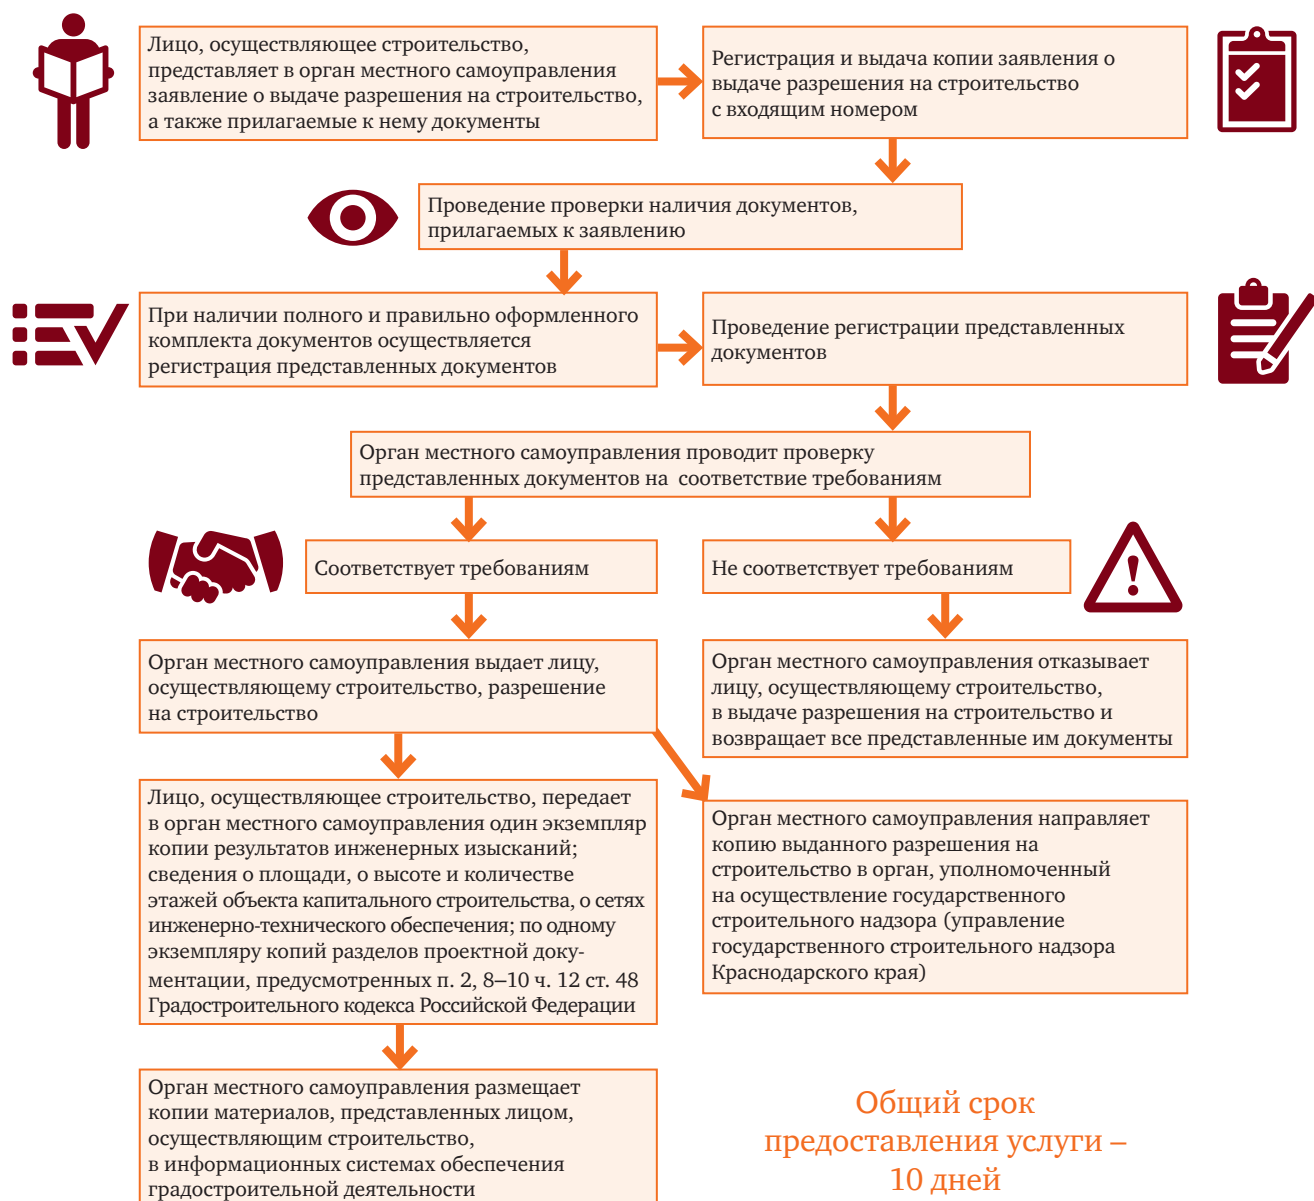 Лицо, осуществляющее строительство,
представляет в орган местного самоуправления
заявление о выдаче разрешения на строительство,
а также прилагаемые к нему документы
Регистрация и выдача копии заявления о
выдаче разрешения на строительство
с входящим номером
Проведение проверки наличия документов,
прилагаемых к заявлению
При наличии полного и правильно оформленного
комплекта документов осуществляется
регистрация представленных документов
Проведение регистрации представленных
документов
Орган местного самоуправления проводит проверку
представленных документов на соответствие требованиям
Соответствует требованиям
Не соответствует требованиям
Орган местного самоуправления выдает лицу,
осуществляющему строительство, разрешение
на строительство
Орган местного самоуправления отказывает
лицу, осуществляющему строительство,
в выдаче разрешения на строительство и
возвращает все представленные им документы
Лицо, осуществляющее строительство, передает
в орган местного самоуправления один экземпляр
копии результатов инженерных изысканий;
сведения о площади, о высоте и количестве
этажей объекта капитального строительства, о сетях
инженерно-технического обеспечения; по одному
экземпляру копий разделов проектной доку-
ментации, предусмотренных п. 2, 8–10 ч. 12 ст. 48
Градостроительного кодекса Российской Федерации
Орган местного самоуправления направляет
копию выданного разрешения на
строительство в орган, уполномоченный
на осуществление государственного
строительного надзора (управление
государственного строительного надзора
Краснодарского края)
Орган местного самоуправления размещает
копии материалов, представленных лицом,
осуществляющим строительство,
в информационных системах обеспечения
градостроительной деятельности
Общий срок
предоставления услуги –
10 дней